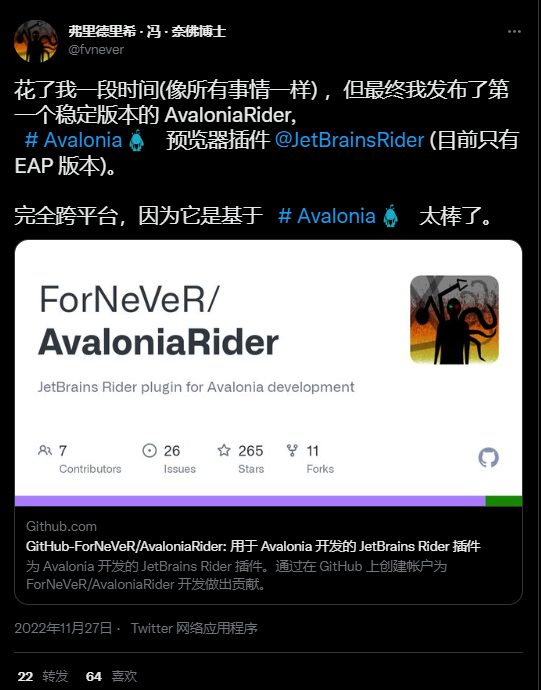 弗里德里希·冯·奈佛博士
@fvnever
花了我一段时间(像所有事情一样) ，但最终我发布了第
一个稳定版本的 AvaloniaRider,
# Avalonia 预览器插件 @JetBrainsRider (目前只有
EAP 版本)。
完全跨平台，因为它是基于 # Avalonia 太棒了。
ForNeVeR/
AvaloniaRider
JetBrains Rider plugin for Avalonia development
7 26 265 11
Contributors Issues Stars Forks
Github.com
GitHub-ForNeVeR/AvaloniaRider: 用于 Avalonia 开发的 JetBrains Rider 插件
为 Avalonia 开发的 JetBrains Rider 插件。通过在 GitHub 上创建帐户为
ForNeVeR/AvaloniaRider 开发做出贡献。
2022年11月27日 · Twitter 网络应用程序
22 转发 64 喜欢